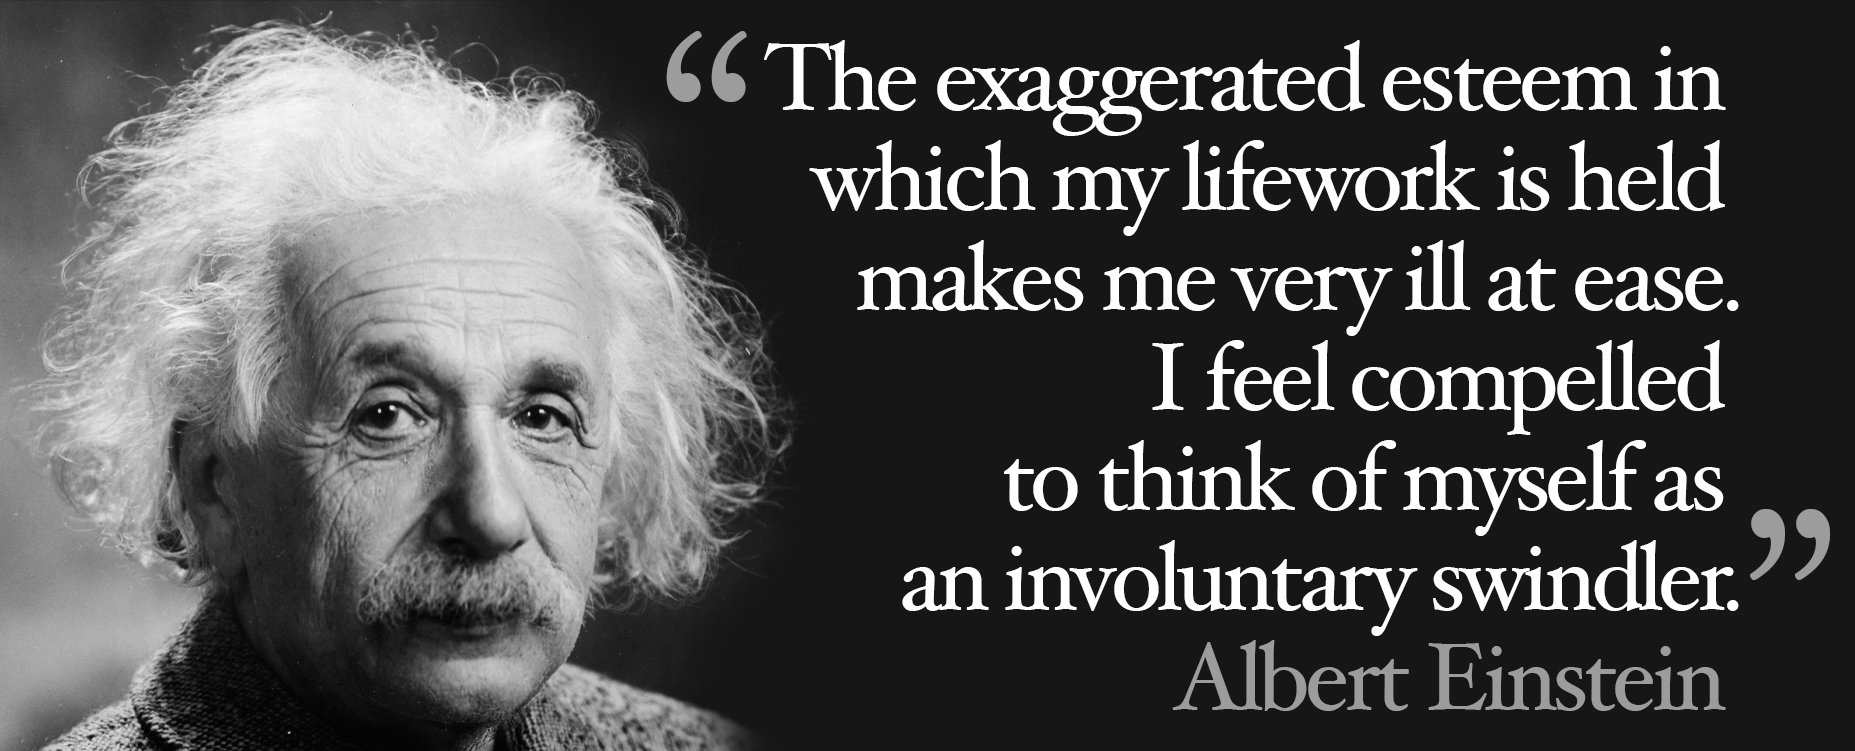 “The exaggerated esteem in
which my lifework is held
makes me very ill at ease.
I feel compelled
to think of myself as
an involuntary swindler.”
Albert Einstein